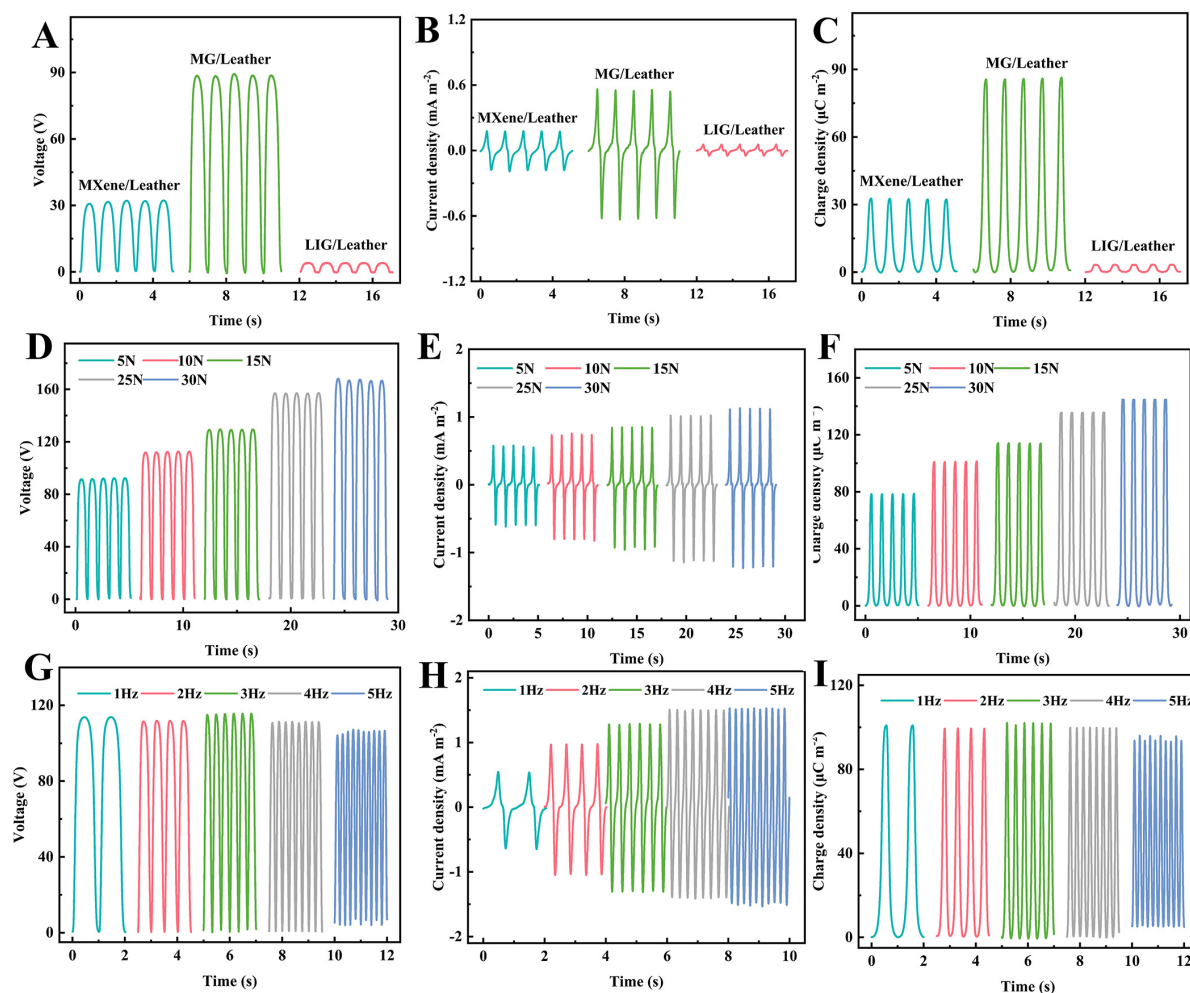 A
Voltage (V)
90
60
30
0
MG/Leather
MXene/Leather
LIG/Leather
0 4 8 12 16
Time (s)
B
Current density (mA m-2)
1.2
0.6
0.0
-0.6
-1.2
MG/Leather
MXene/Leather
LIG/Leather
0 4 8 12 16
Time (s)
C
Charge density (μC m-2)
90
60
30
0
MG/Leather
MXene/Leather
LIG/Leather
0 4 8 12 16
Time (s)
D
Voltage (V)
5N 10N 15N
25N 30N
160
120
80
40
0
0 10 20 30
Time (s)
E
Current density (mA m-2)
5N 10N 15N
25N 30N
2
1
0
-1
-2
0 5 10 15 20 25 30
Time (s)
F
Charge density (μC m-2)
5N 10N 15N
25N 30N
160
120
80
40
0
0 10 20 30
Time (s)
G
Voltage (V)
1Hz 2Hz 3Hz 4Hz 5Hz
120
80
40
0
0 2 4 6 8 10 12
Time (s)
H
Current density (mA m-2)
1Hz 2Hz 3Hz 4Hz 5Hz
2
1
0
-1
-2
0 2 4 6 8 10
Time (s)
I
Charge density (μC m-2)
1Hz 2Hz 3Hz 4Hz 5Hz
120
80
40
0
0 2 4 6 8 10 12
Time (s)